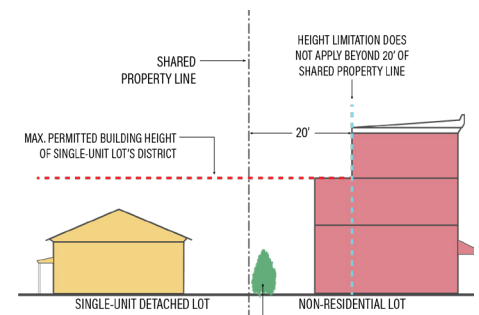 HEIGHT LIMITATION DOES
NOT APPLY BEYOND 20' OF
SHARED PROPERTY LINE
SHARED
PROPERTY LINE
20'
MAX. PERMITTED BUILDING HEIGHT
OF SINGLE-UNIT LOT'S DISTRICT
SINGLE-UNIT DETACHED LOT
NON-RESIDENTIAL LOT